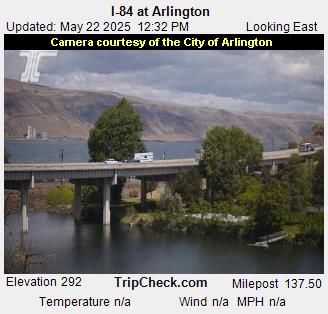 I-84 at Arlington
Updated: May 22 2025 12:32 PM Looking East
Camera courtesy of the City of Arlington
Elevation 292 TripCheck.com Milepost 137.50
Temperature n/a Wind n/a MPH n/a